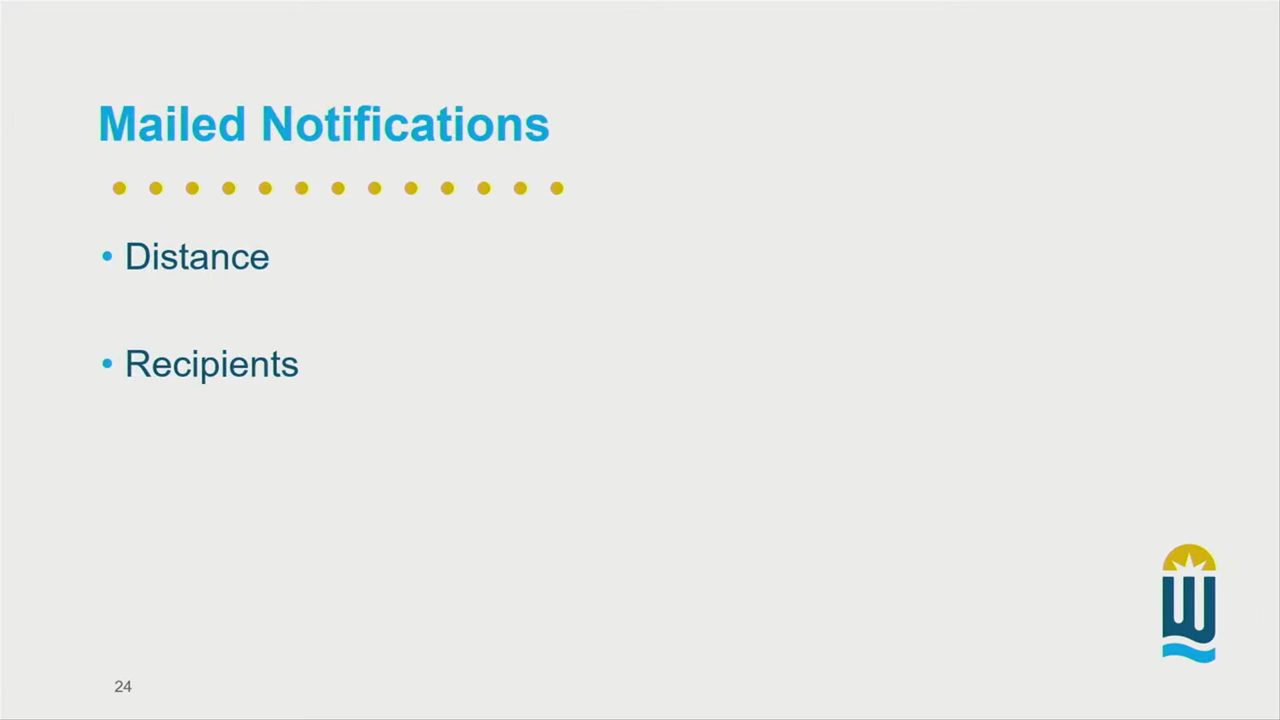 Mailed Notifications
• Distance
• Recipients
W
24